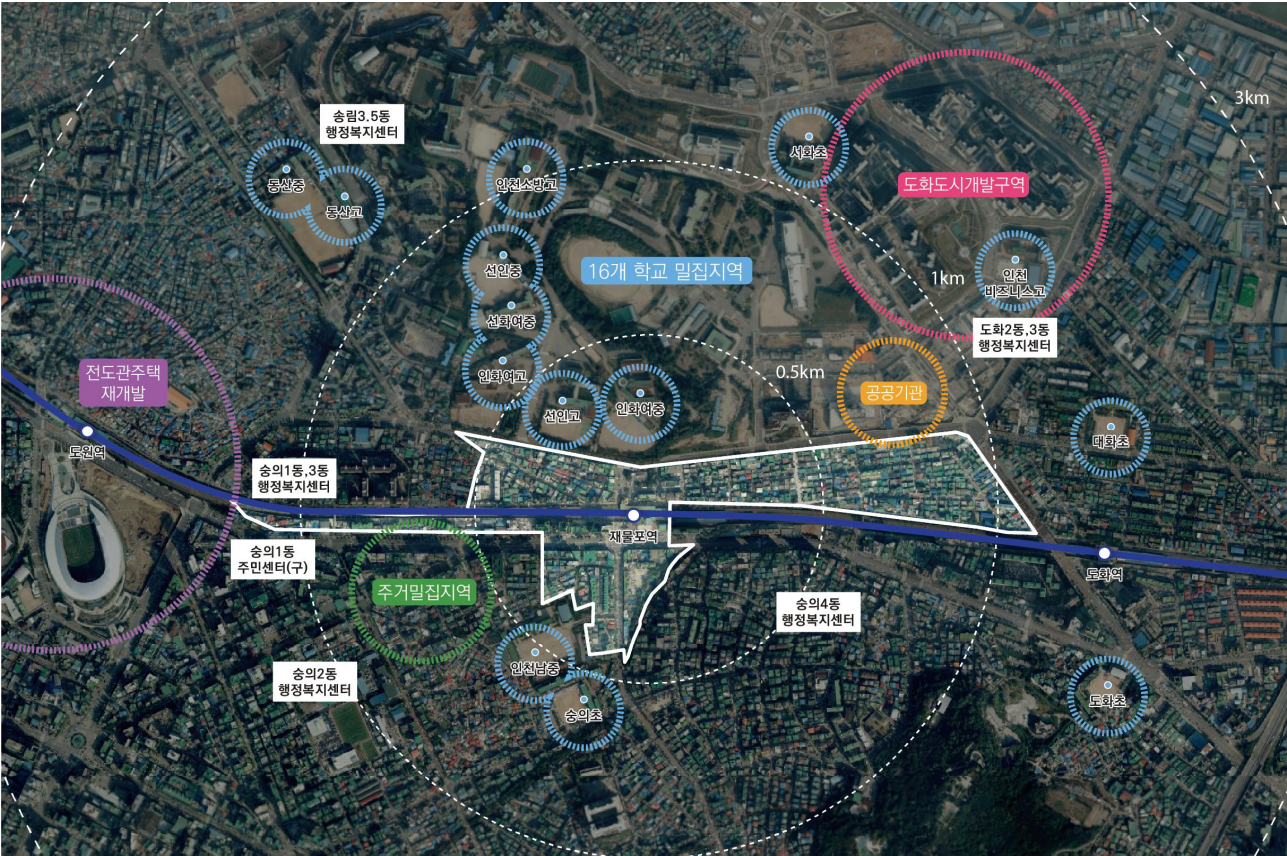 3km
송림3.5동
행정복지센터
서화초
동산중
인천소방고
동산고
도화도시개발구역
선인중
16개 학교 밀집지역
인천
비즈니스고
1km
선화여중
도화2동,3동
행정복지센터
전도관주택
재개발
인화여고
0.5km
공공기관
선인고
인화여중
대화초
도원역
숭의1동,3동
행정복지센터
재물포역
숭의1동
주민센터(구)
도화역
주거밀집지역
숭의4동
행정복지센터
인천남중
숭의2동
행정복지센터
도화초
숭의초